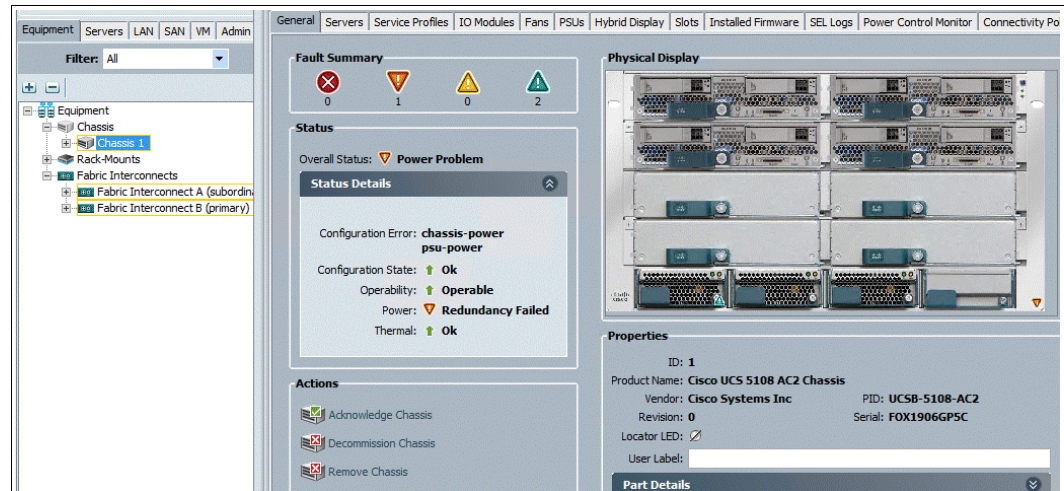 Equipment Servers LAN SAN VM Admin
Filter: All
Equipment
Chassis
Chassis 1
Rack-Mounts
Fabric Interconnects
Fabric Interconnect A (subordin
Fabric Interconnect B (primary)
General Servers Service Profiles IO Modules Fans PSUs Hybrid Display Slots Installed Firmware SEL Logs Power Control Monitor Connectivity Po
Fault Summary
0 1 0 2
Status
Overall Status: Power Problem
Status Details
Configuration Error: chassis-power
psu-power
Configuration State: Ok
Operability: Operable
Power: Redundancy Failed
Thermal: Ok
Actions
Acknowledge Chassis
Decommission Chassis
Remove Chassis
Physical Display
Properties
ID: 1
Product Name: Cisco UCS 5108 AC2 Chassis
Vendor: Cisco Systems Inc PID: UCSB-5108-AC2
Revision: 0 Serial: FOX1906GP5C
Locator LED:
User Label:
Part Details